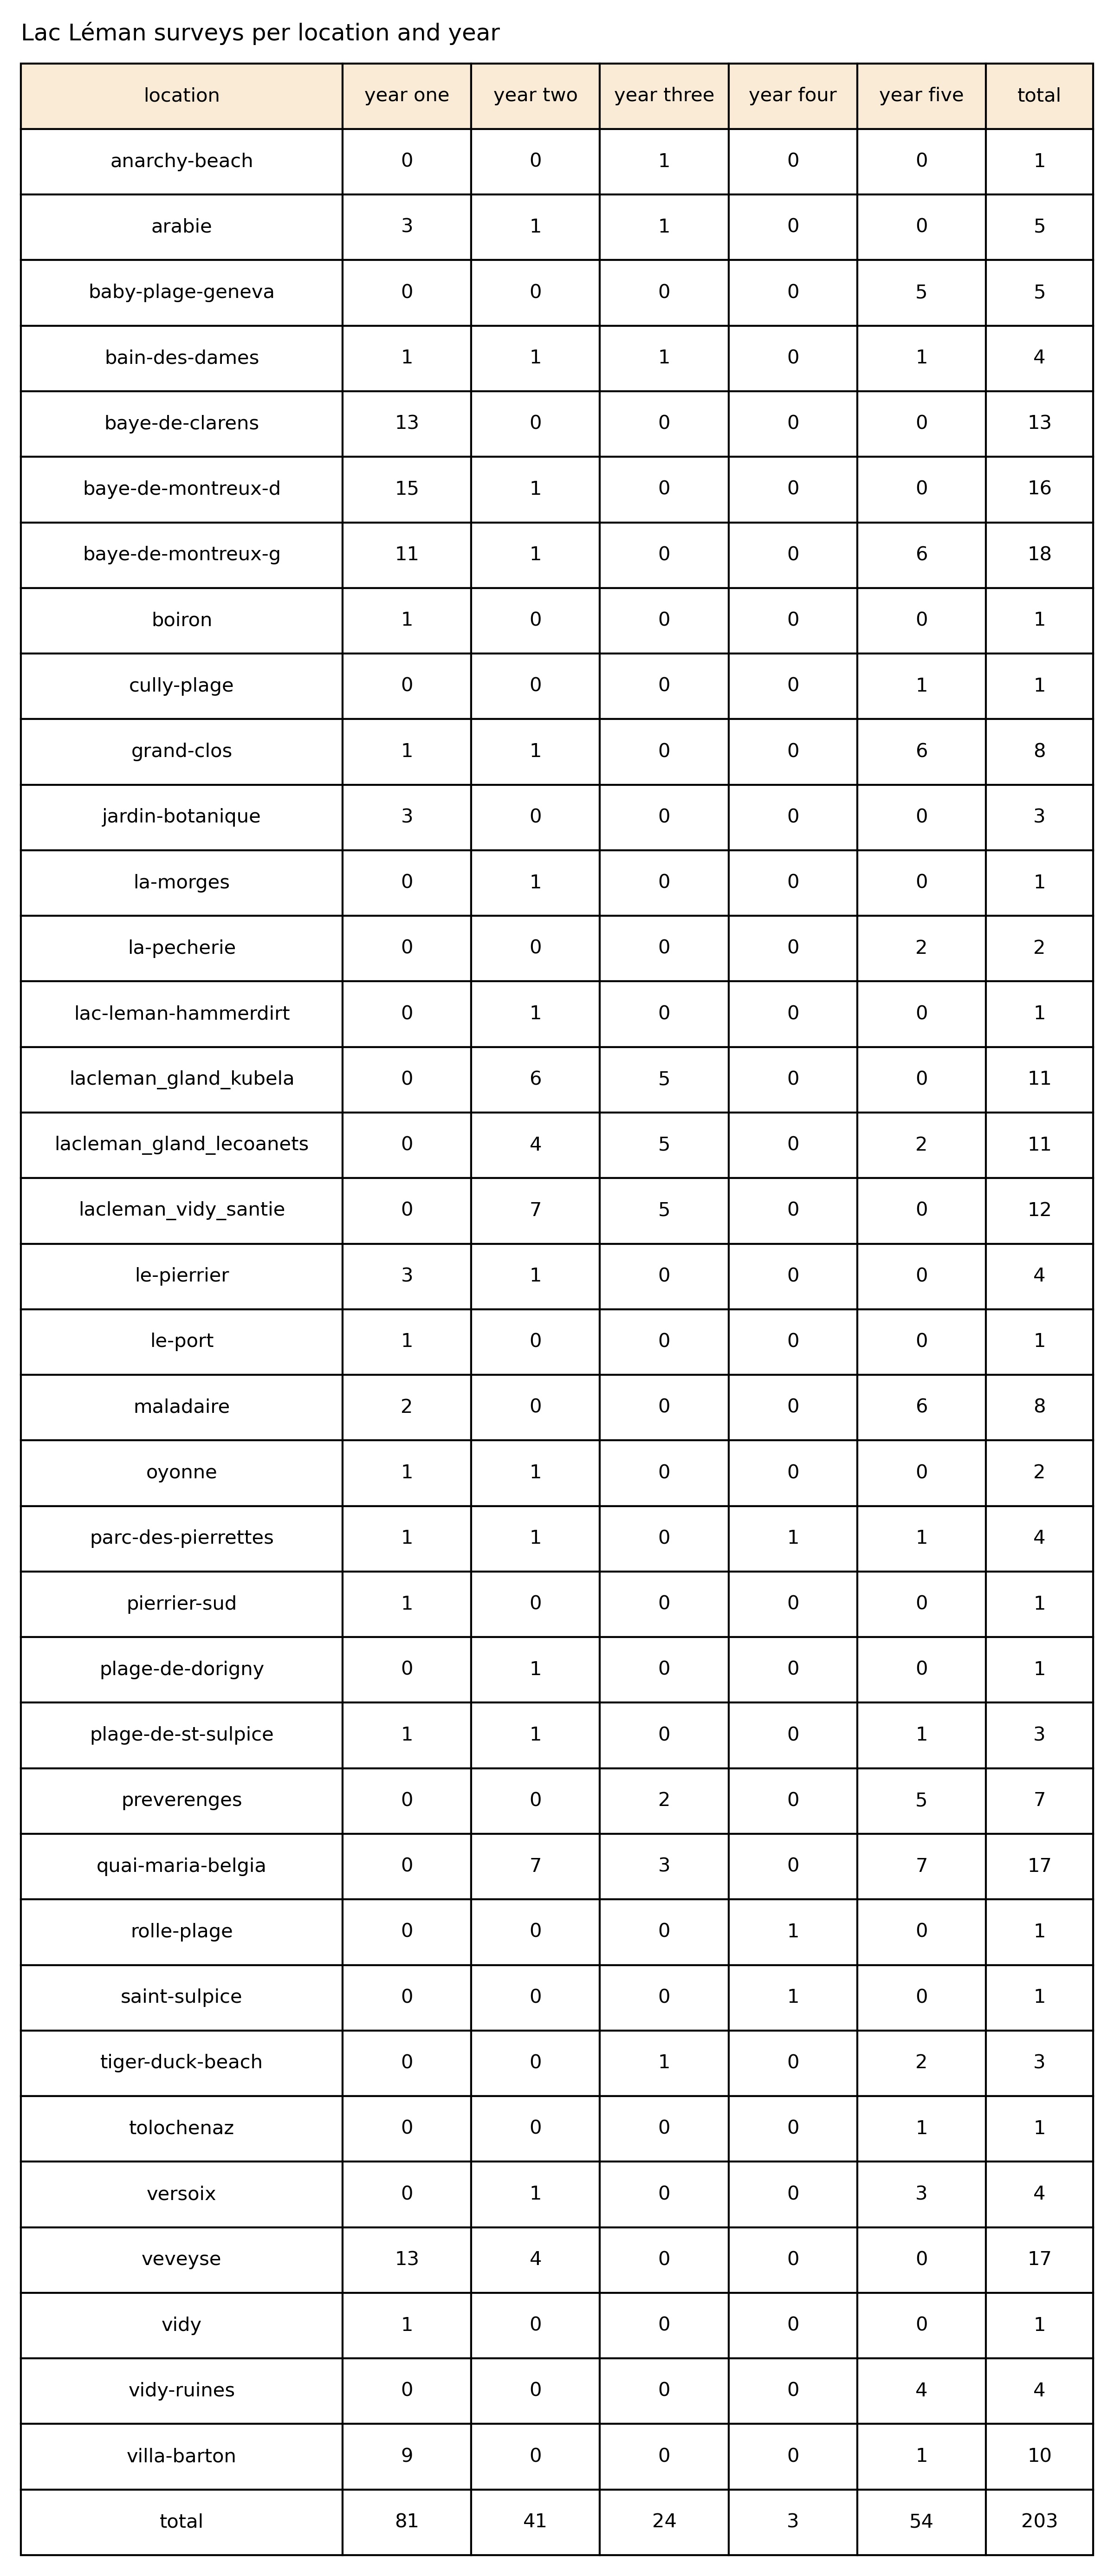 Lac Léman surveys per location and year
location year one year two year three year four year five total
anarchy-beach 0 0 1 0 0 1
arabie 3 1 1 0 0 5
baby-plage-geneva 0 0 0 0 5 5
bain-des-dames 1 1 1 0 1 4
baye-de-clarens 13 0 0 0 0 13
baye-de-montreux-d 15 1 0 0 0 16
baye-de-montreux-g 11 1 0 0 6 18
boiron 1 0 0 0 0 1
cully-plage 0 0 0 0 1 1
grand-clos 1 1 0 0 6 8
jardin-botanique 3 0 0 0 0 3
la-morges 0 1 0 0 0 1
la-pecherie 0 0 0 0 2 2
lac-leman-hammerdirt 0 1 0 0 0 1
lacleman_gland_kubela 0 6 5 0 0 11
lacleman_gland_lecoanets 0 4 5 0 2 11
lacleman_vidy_santie 0 7 5 0 0 12
le-pierrier 3 1 0 0 0 4
le-port 1 0 0 0 0 1
maladaire 2 0 0 0 6 8
oyonne 1 1 0 0 0 2
parc-des-pierrettes 1 1 0 1 1 4
pierrier-sud 1 0 0 0 0 1
plage-de-dorigny 0 1 0 0 0 1
plage-de-st-sulpice 1 1 0 0 1 3
preverenges 0 0 2 0 5 7
quai-maria-belgia 0 7 3 0 7 17
rolle-plage 0 0 0 1 0 1
saint-sulpice 0 0 0 1 0 1
tiger-duck-beach 0 0 1 0 2 3
tolochenaz 0 0 0 0 1 1
versoix 0 1 0 0 3 4
veveyse 13 4 0 0 0 17
vidy 1 0 0 0 0 1
vidy-ruines 0 0 0 0 4 4
villa-barton 9 0 0 0 1 10
total 81 41 24 3 54 203